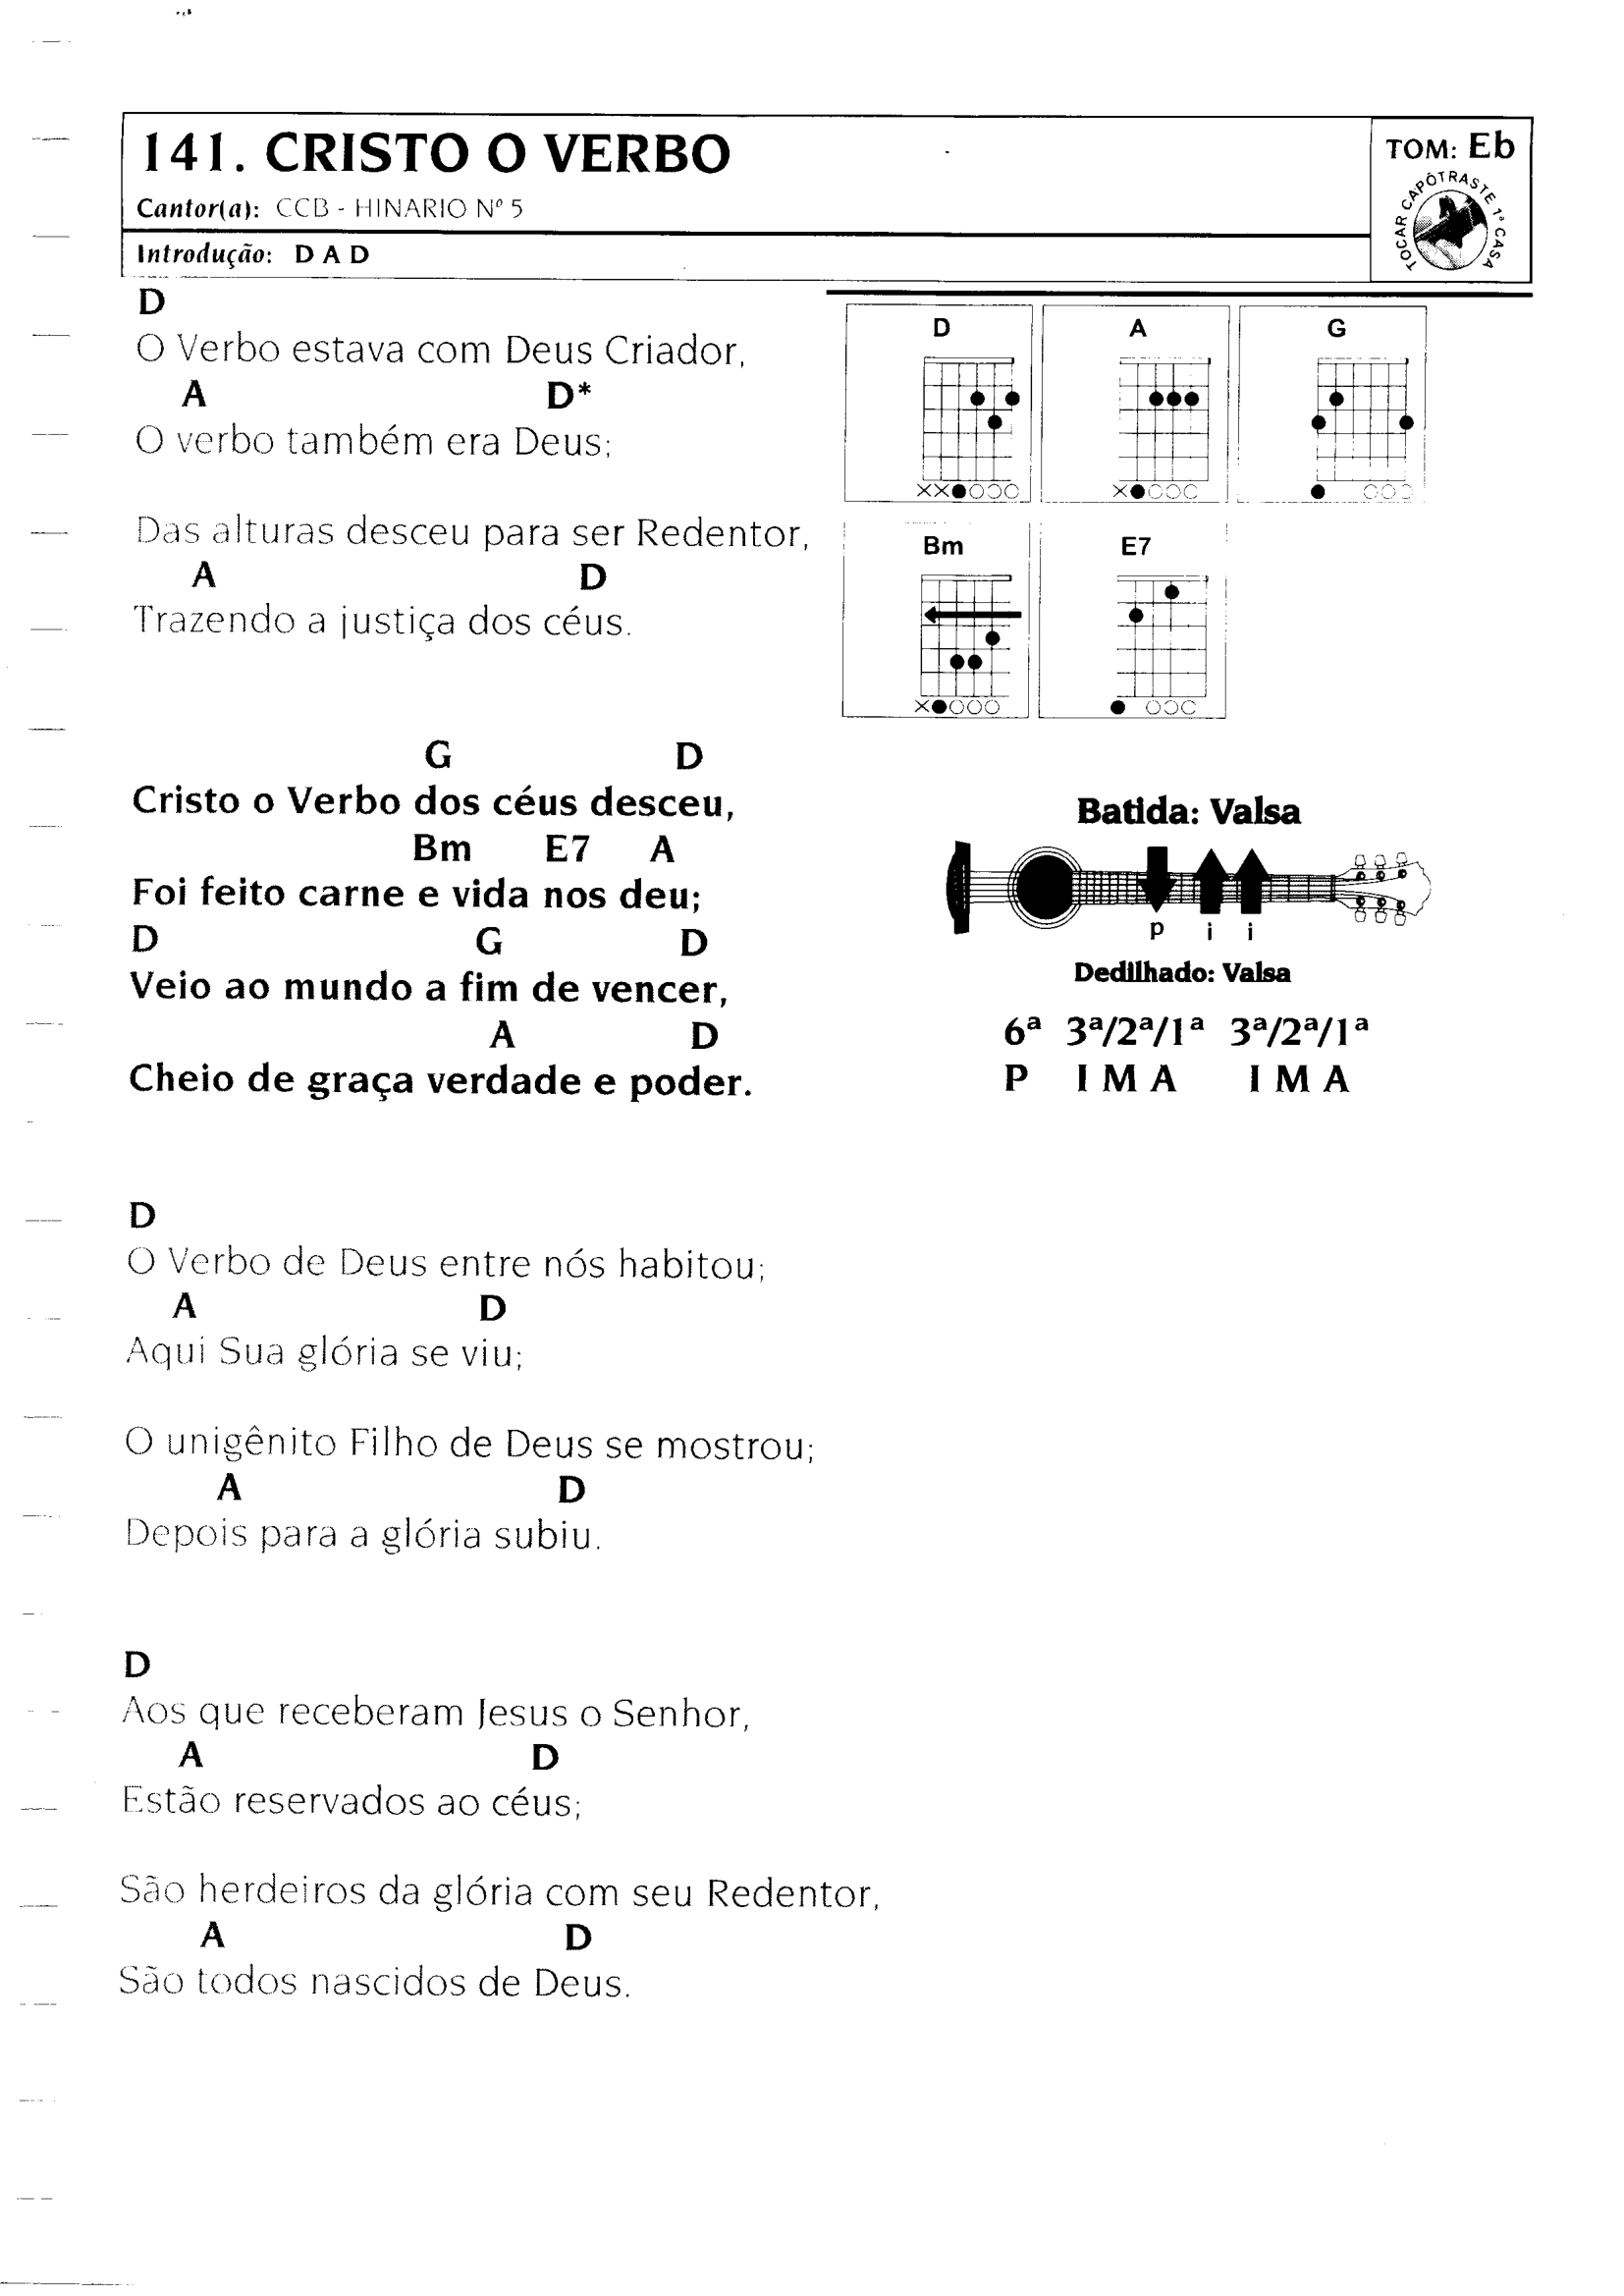 141. CRISTO O VERBO
TOM: Eb
Cantor(a): CCB - HINARIO Nº 5
TOCAR CAPÔTRASTE 1ª CASA
Introdução: D A D
D
O Verbo estava com Deus Criador,
A D*
O verbo também era Deus;
Das alturas desceu para ser Redentor,
A D
Trazendo a justiça dos céus.
G D
Cristo o Verbo dos céus desceu,
Bm E7 A
Foi feito carne e vida nos deu;
D G D
Veio ao mundo a fim de vencer,
A D
Cheio de graça verdade e poder.
D
O Verbo de Deus entre nós habitou;
A D
Aqui Sua glória se viu;
O unigênito Filho de Deus se mostrou;
A D
Depois para a glória subiu.
D
Aos que receberam Jesus o Senhor,
A D
Estão reservados ao céus;
São herdeiros da glória com seu Redentor,
A D
São todos nascidos de Deus.
D A G
Bm E7
Batida: Valsa
p i i
Dedilhado: Valsa
6ª 3ª/2ª/1ª 3ª/2ª/1ª
P I M A I M A